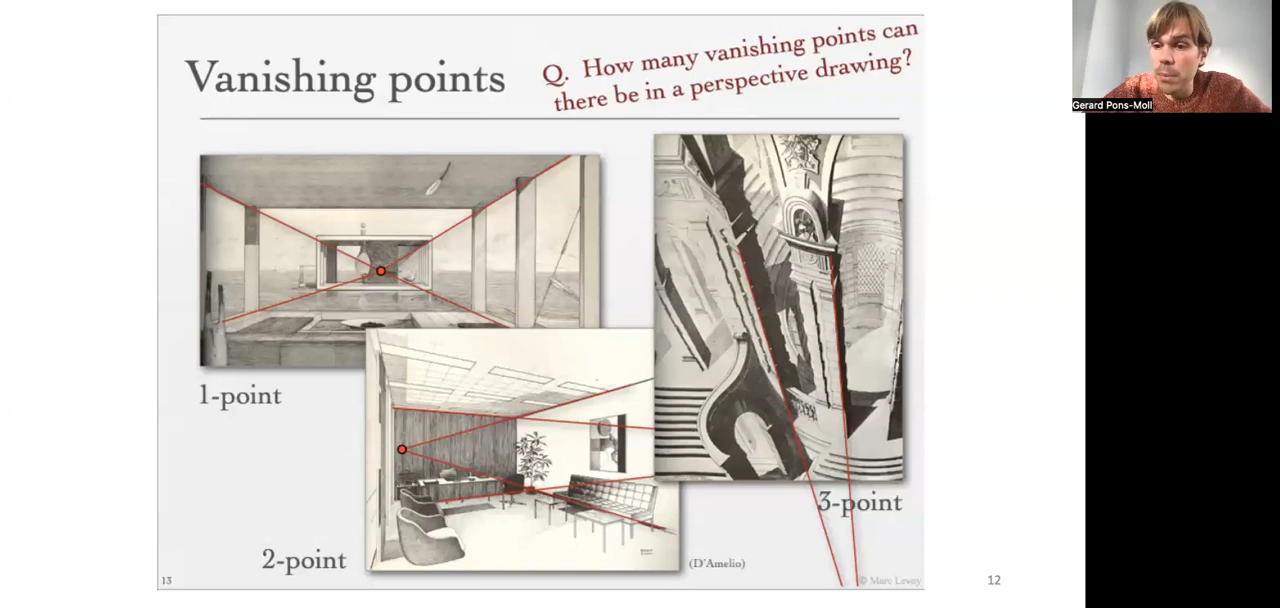 Vanishing points
Q. How many vanishing points can
there be in a perspective drawing?
Gerard Pons-Moll
1-point
3-point
2-point
(D'Amelio)
13
© Marc Levoy
12